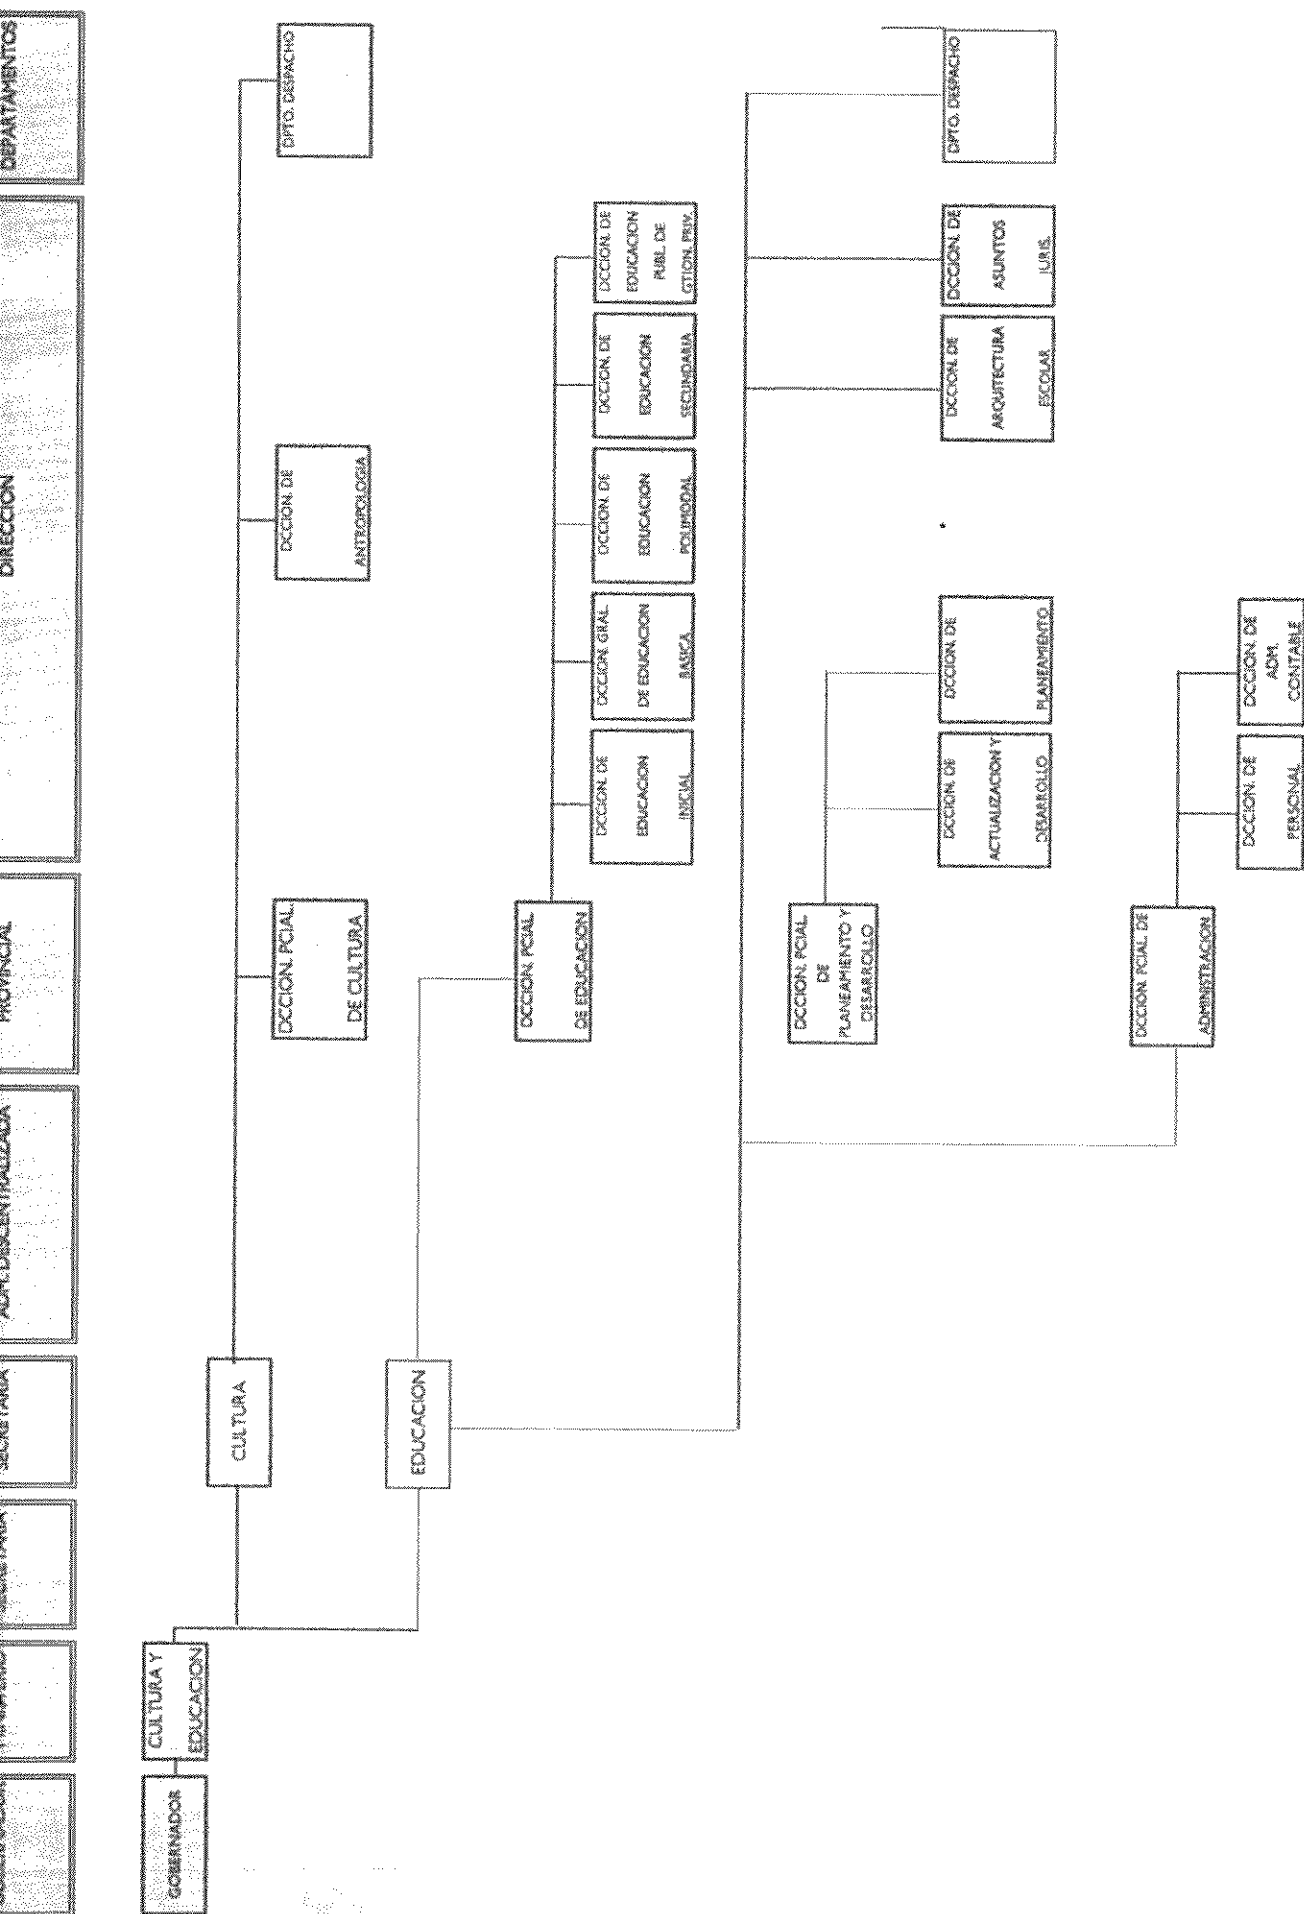 GOBERNADOR
MINISTERIO
SECRETARIA
SECRETARIA
ADM. DESCENTRALIZADA
PROVINCIAL
DIRECCION
DEPARTAMENTOS
GOBERNADOR
CULTURA Y
EDUCACION
CULTURA
DCCION. PCIAL.
DE CULTURA
DCCION. DE
ANTROPOLOGIA
DPTO. DESPACHO
EDUCACION
DCCION. PCIAL.
DE EDUCACION
DCCION. DE
EDUCACION
INICIAL
DCCION. GRAL.
DE EDUCACION
BASICA
DCCION. DE
EDUCACION
POLIMODAL
DCCION. DE
EDUCACION
SECUNDARIA
DCCION. DE
EDUCACION
PUBL. DE
GTION. PRIV.
DCCION. PCIAL.
DE
PLANEAMIENTO Y
DESARROLLO
DCCION. DE
ACTUALIZACION Y
DESARROLLO
DCCION. DE
PLANEAMIENTO
DCCION. DE
ARQUITECTURA
ESCOLAR
DCCION. DE
ASUNTOS
JURIS.
DPTO. DESPACHO
DCCION. PCIAL. DE
ADMINISTRACION
DCCION. DE
PERSONAL
DCCION. DE
ADM.
CONTABLE